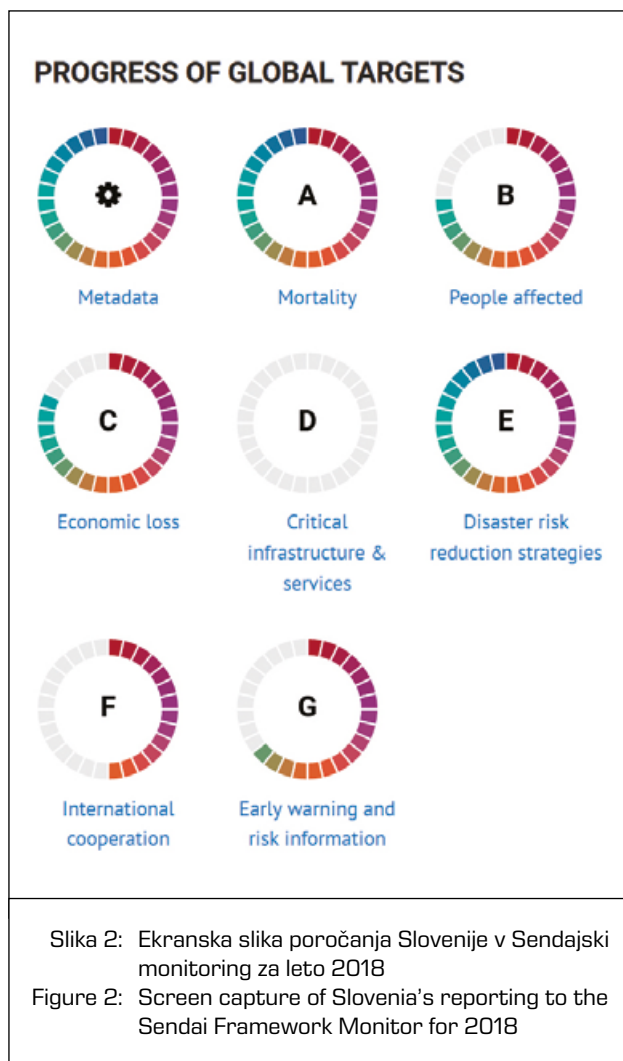 PROGRESS OF GLOBAL TARGETS
Metadata
A
Mortality
B
People affected
C
Economic loss
D
Critical
infrastructure &
services
E
Disaster risk
reduction strategies
F
International
cooperation
G
Early warning and
risk information
Slika 2: Ekranska slika poročanja Slovenije v Sendajski
monitoring za leto 2018
Figure 2: Screen capture of Slovenia's reporting to the
Sendai Framework Monitor for 2018